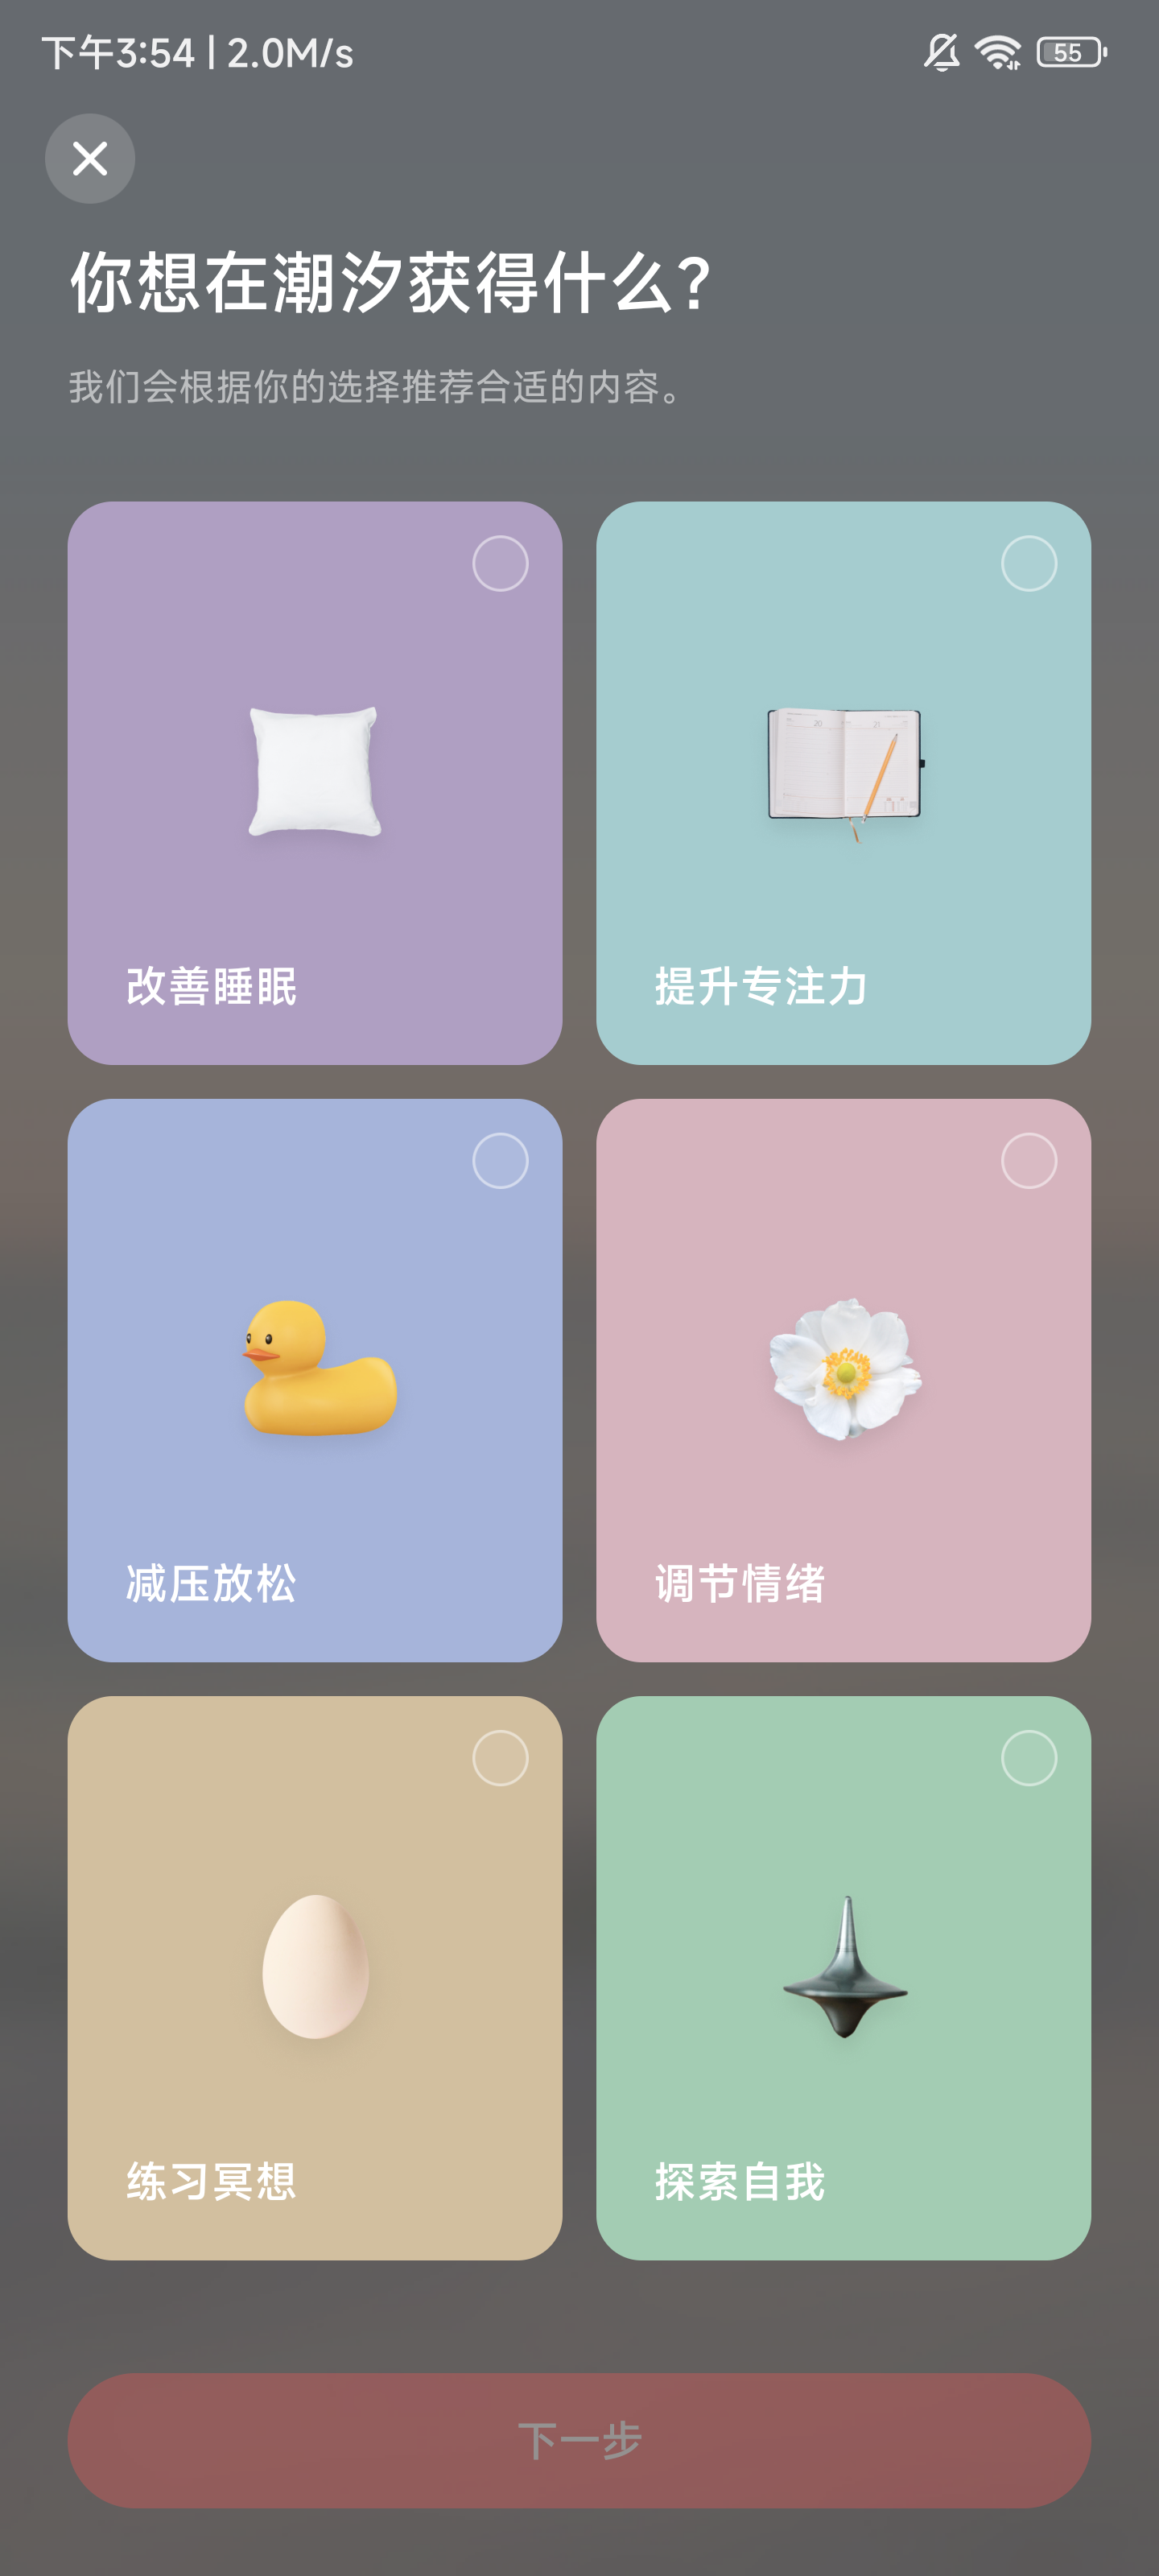 下午3:54 | 2.0M/s
55
你想在潮汐获得什么?
我们会根据你的选择推荐合适的内容。
改善睡眠
20 21
提升专注力
减压放松
调节情绪
练习冥想
探索自我
下一步